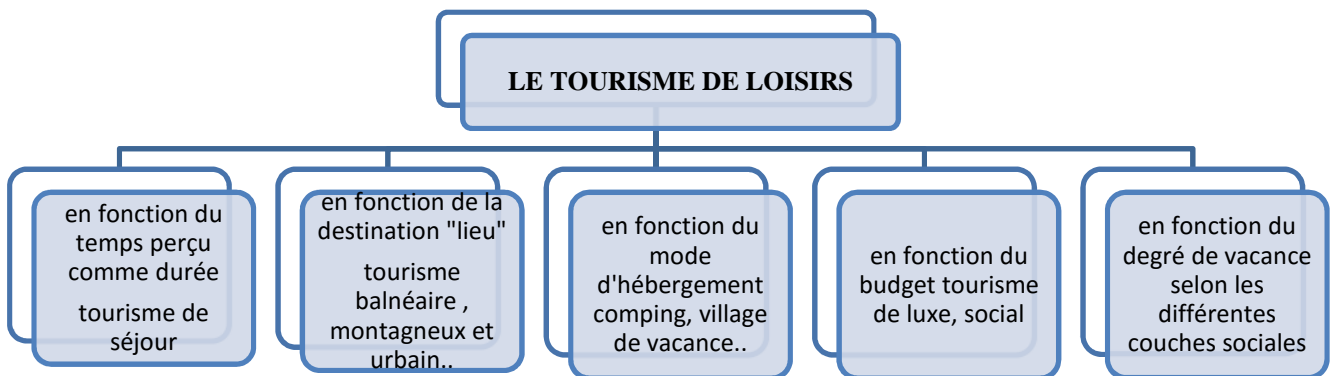 LE TOURISME DE LOISIRS
en fonction du
temps perçu
comme durée
tourisme de
séjour
en fonction de la
destination "lieu"
tourisme
balnéaire ,
montagneux et
urbain..
en fonction du
mode
d'hébergement
comping, village
de vacance..
en fonction du
budget tourisme
de luxe, social
en fonction du
degré de vacance
selon les
différentes
couches sociales